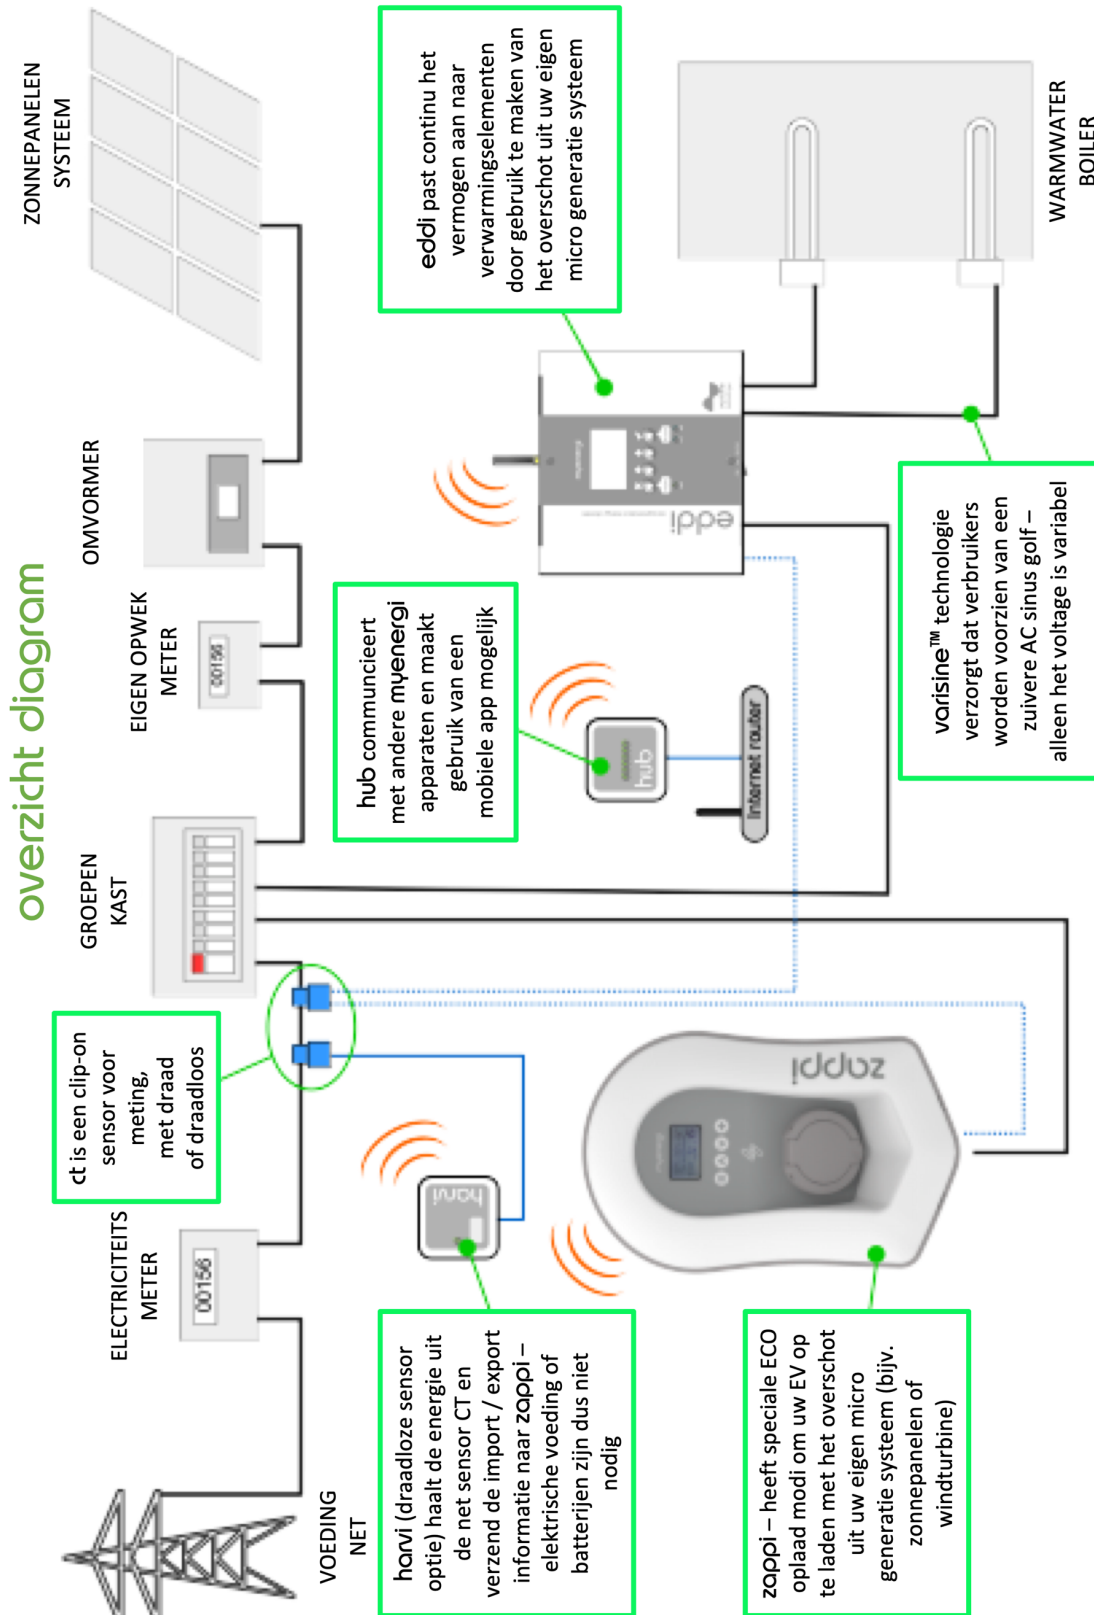 overzicht diagram
VOEDING
NET
ELECTRICITEITS
METER
00156
ct is een clip-on
sensor voor
meting,
met draad
of draadloos
GROEPEN
KAST
EIGEN OPWEK
METER
00156
OMVORMER
ZONNEPANELEN
SYSTEEM
harvi (draadloze sensor
optie) haalt de energie uit
de net sensor CT en
verzend de import / export
informatie naar zappi –
elektrische voeding of
batterijen zijn dus niet
nodig
harvi
hub communcieert
met andere myenergi
apparaten en maakt
gebruik van een
mobiele app mogelijk
hub
Internet router
eddi past continu het
vermogen aan naar
verwarmingselementen
door gebruik te maken van
het overschot uit uw eigen
micro generatie systeem
eddi
zappi – heeft speciale ECO
oplaad modi om uw EV op
te laden met het overschot
uit uw eigen micro
generatie systeem (bijv.
zonnepanelen of
windturbine)
zappi
varisine™ technologie
verzorgt dat verbruikers
worden voorzien van een
zuivere AC sinus golf –
alleen het voltage is variabel
WARMWATER
BOILER